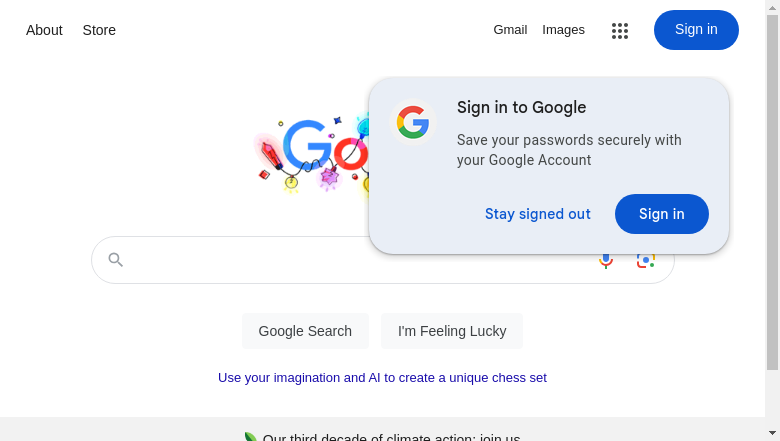 About Store Gmail Images Sign in
Sign in to Google
Save your passwords securely with
your Google Account
Stay signed out Sign in
Google Search I'm Feeling Lucky
Use your imagination and AI to create a unique chess set
Our third decade of climate action: join us